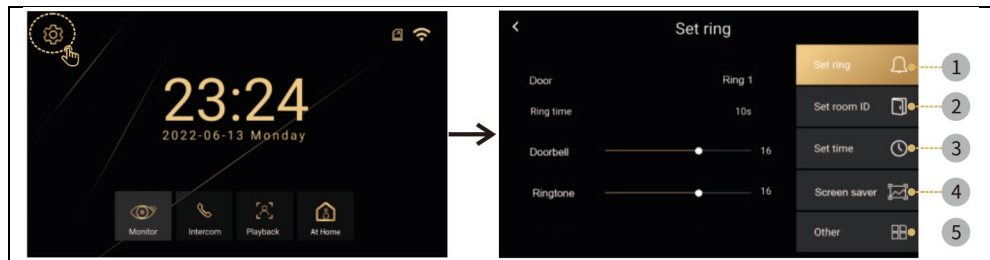 23:24
2022-06-13 Monday
Monitor
Intercom
Playback
At Home
Set ring
Door Ring 1
Ring time 10s
Doorbell 16
Ringtone 16
Set ring 1
Set room ID 2
Set time 3
Screen saver 4
Other 5